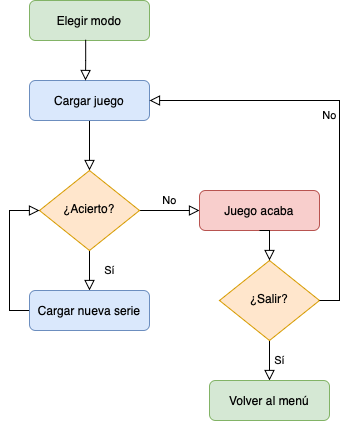 Elegir modo
Cargar juego
No
¿Acierto?
No
Juego acaba
Sí
¿Salir?
Cargar nueva serie
Sí
Volver al menú